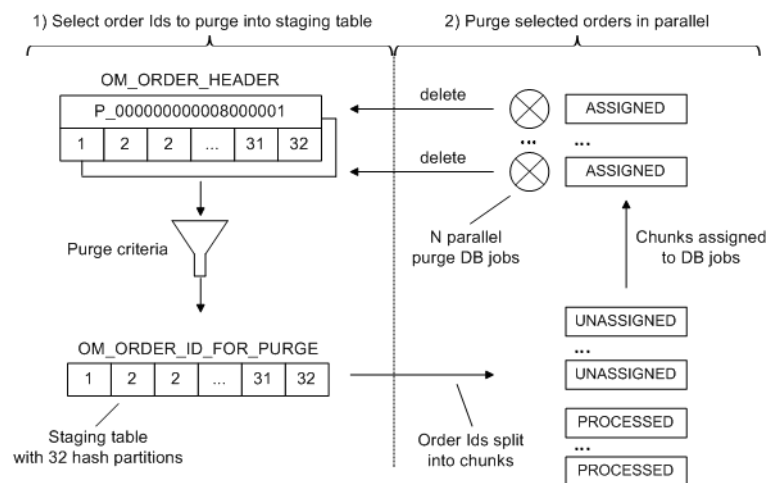 1) Select order Ids to purge into staging table
2) Purge selected orders in parallel
OM_ORDER_HEADER
P_000000000008000001
1 2 2 ... 31 32
Purge criteria
OM_ORDER_ID_FOR_PURGE
1 2 2 ... 31 32
Staging table
with 32 hash partitions
delete
ASSIGNED
... ...
delete
ASSIGNED
N parallel
purge DB jobs
Chunks assigned
to DB jobs
UNASSIGNED
...
UNASSIGNED
PROCESSED
...
PROCESSED
Order Ids split
into chunks